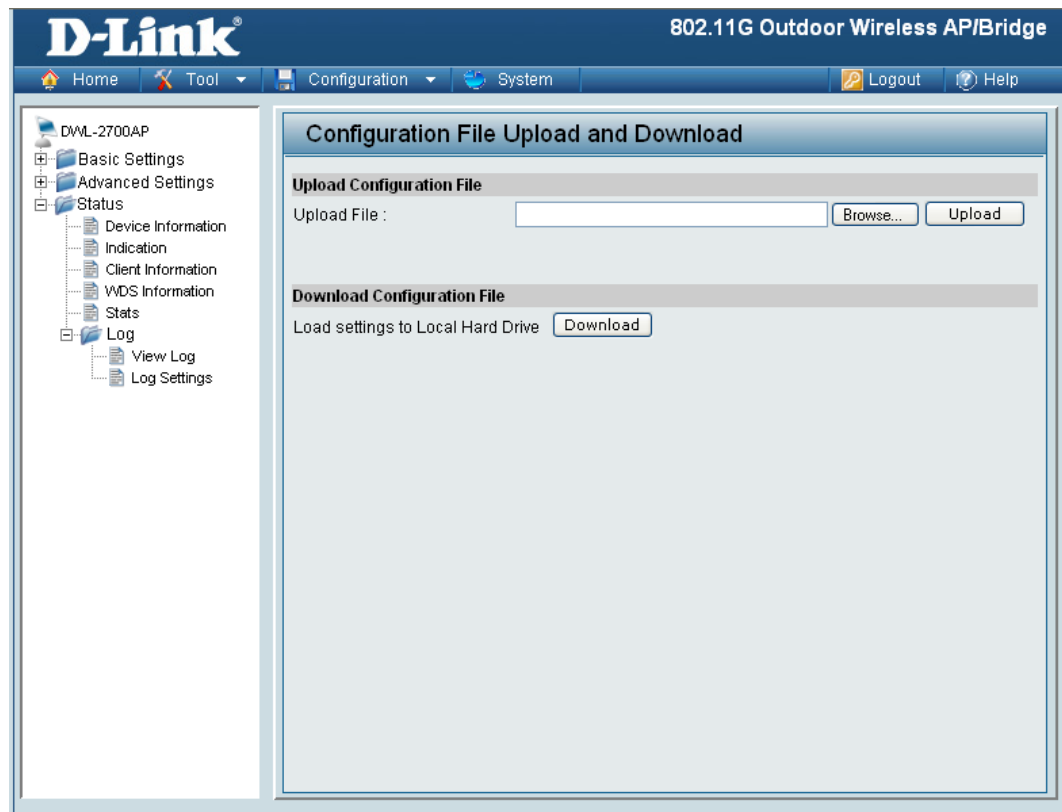 D-Link®
802.11G Outdoor Wireless AP/Bridge
Home
Tool
Configuration
System
Logout
Help
DWL-2700AP
Basic Settings
Advanced Settings
Status
Device Information
Indication
Client Information
WDS Information
Stats
Log
View Log
Log Settings
Configuration File Upload and Download
Upload Configuration File
Upload File :
Browse...
Upload
Download Configuration File
Load settings to Local Hard Drive
Download